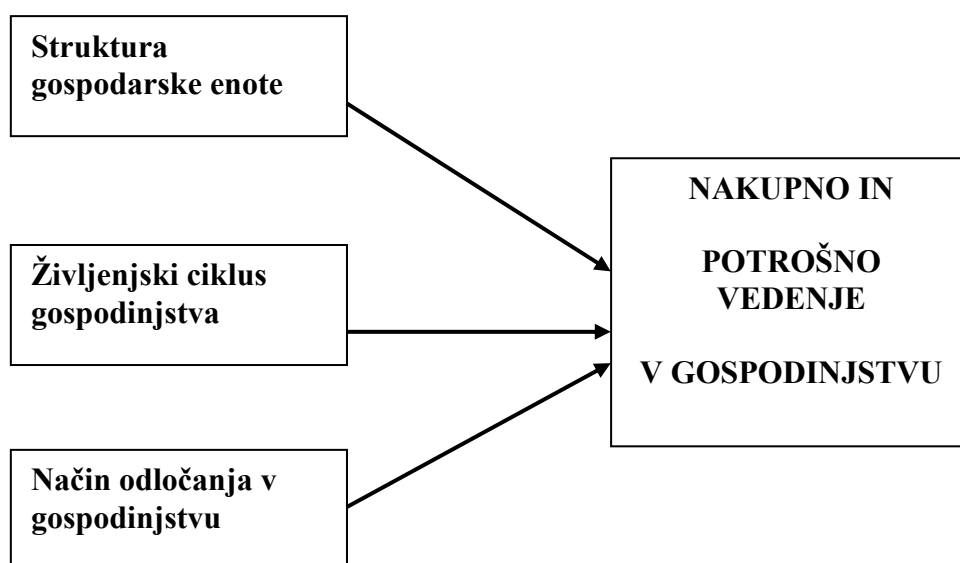 Struktura
gospodarske enote
Življenjski ciklus
gospodinjstva
Način odločanja v
gospodinjstvu
NAKUPNO IN
POTROŠNO
VEDENJE
V GOSPODINJSTVU